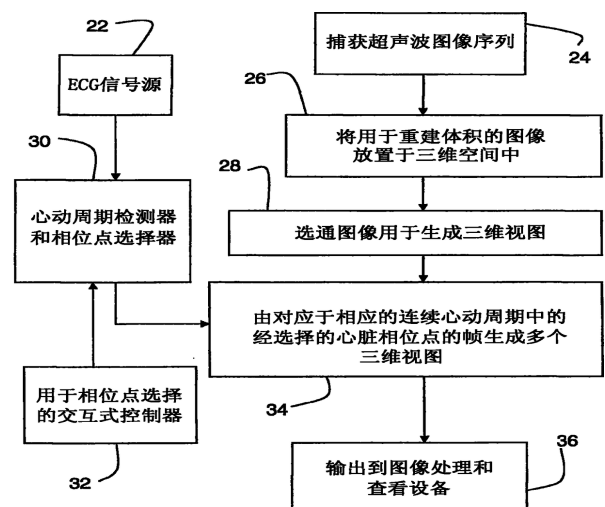 22
ECG信号源
捕获超声波图像序列
24
26
将用于重建体积的图像
放置于三维空间中
30
心动周期检测器
和相位点选择器
28
选通图像用于生成三维视图
由对应于相应的连续心动周期中的
经选择的心脏相位点的帧生成多个
三维视图
34
用于相位点选择
的交互式控制器
32
输出到图像处理和
查看设备
36